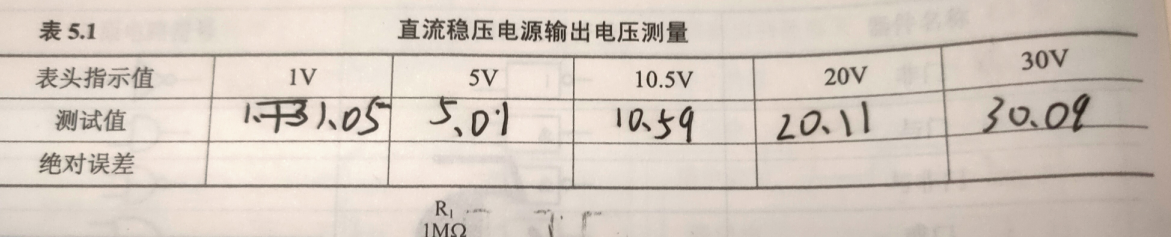 表 5.1 直流稳压电源输出电压测量
表头指示值 1V 5V 10.5V 20V 30V
测试值 1.05 5.01 10.59 20.11 30.09
绝对误差
R₁
1MΩ